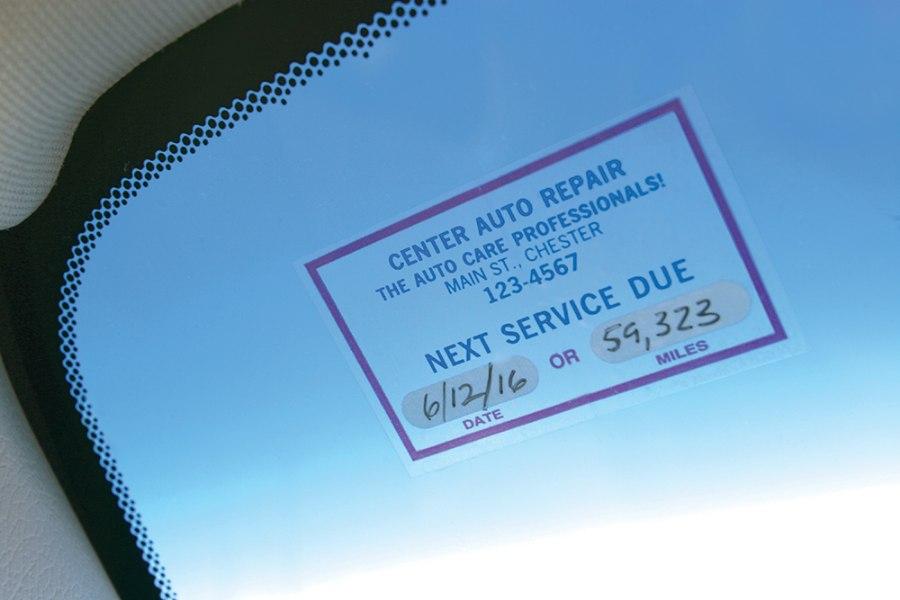 CENTER AUTO REPAIR
THE AUTO CARE PROFESSIONALS!
MAIN ST., CHESTER
123-4567
NEXT SERVICE DUE
6/12/16 OR 59,323
DATE MILES